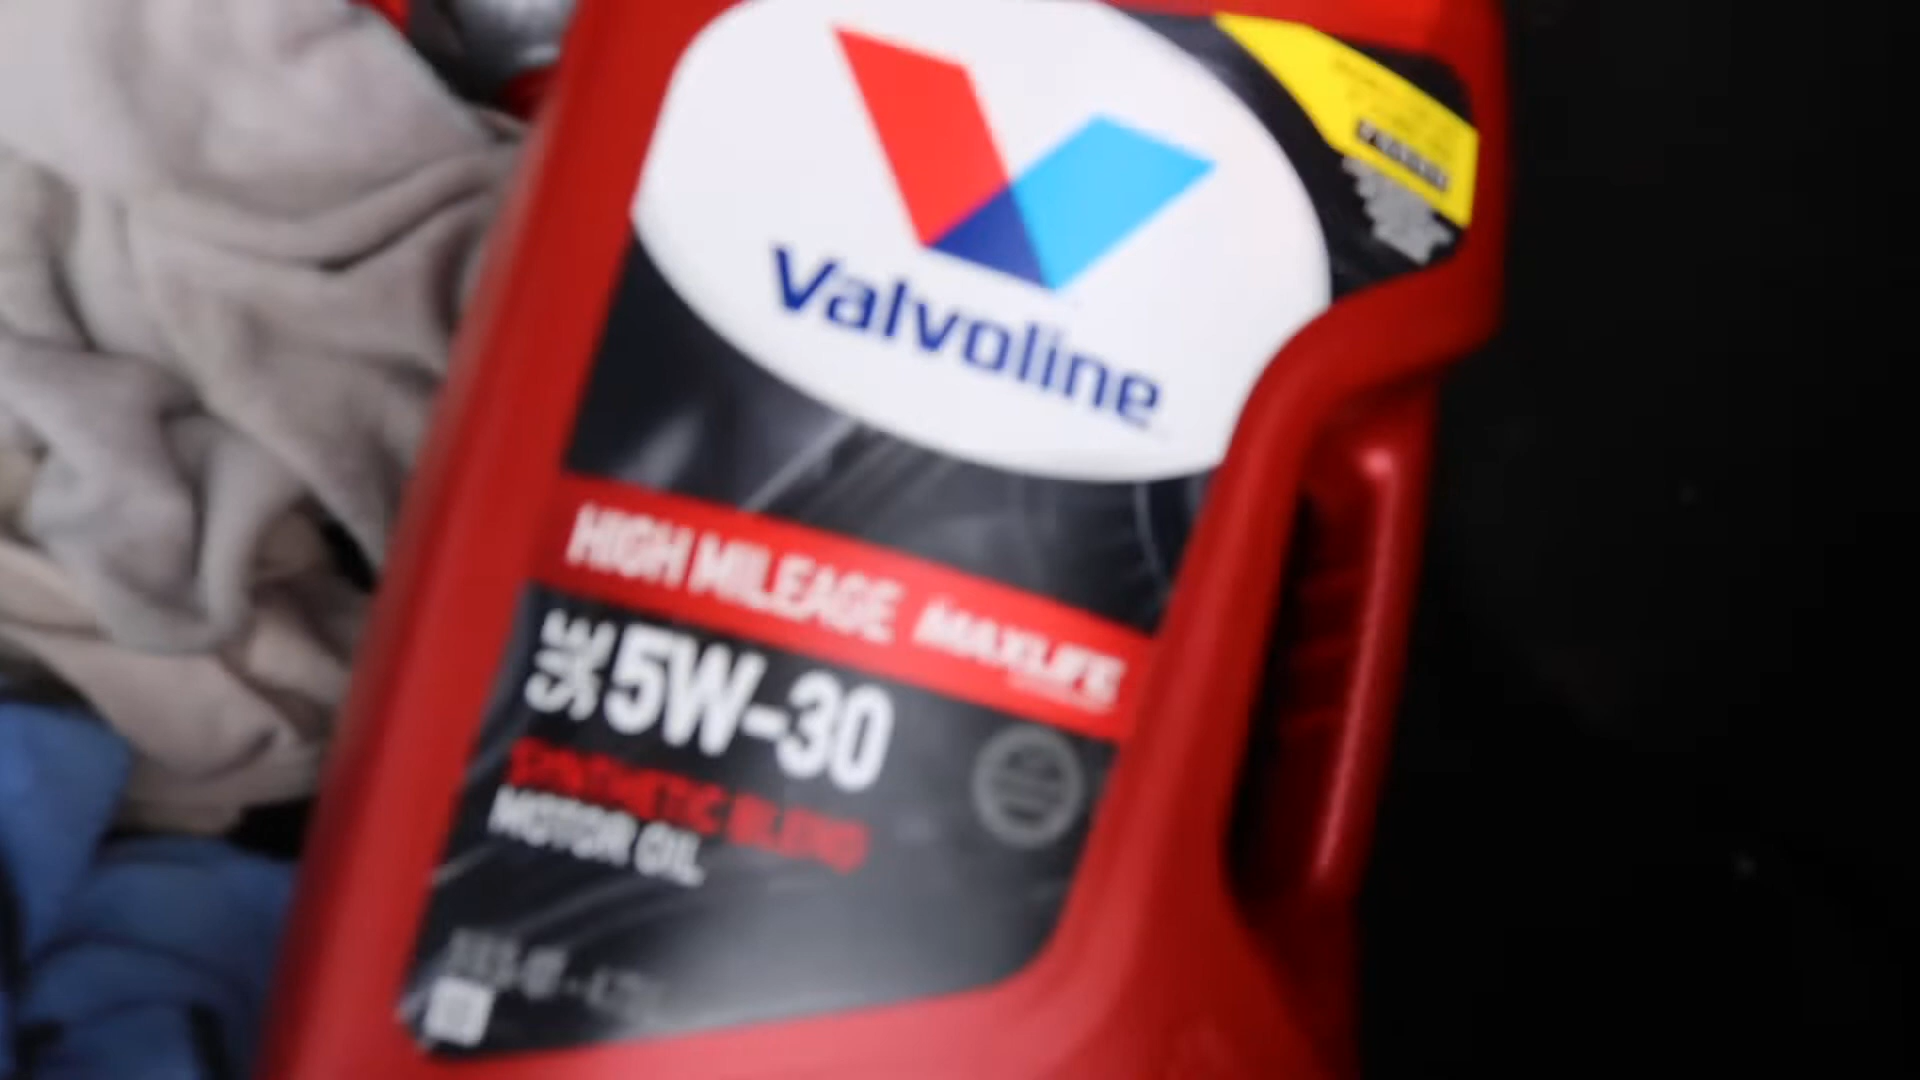 Valvoline
HIGH MILEAGE MAXLIFE
SAE 5W-30
SYNTHETIC BLEND
MOTOR OIL